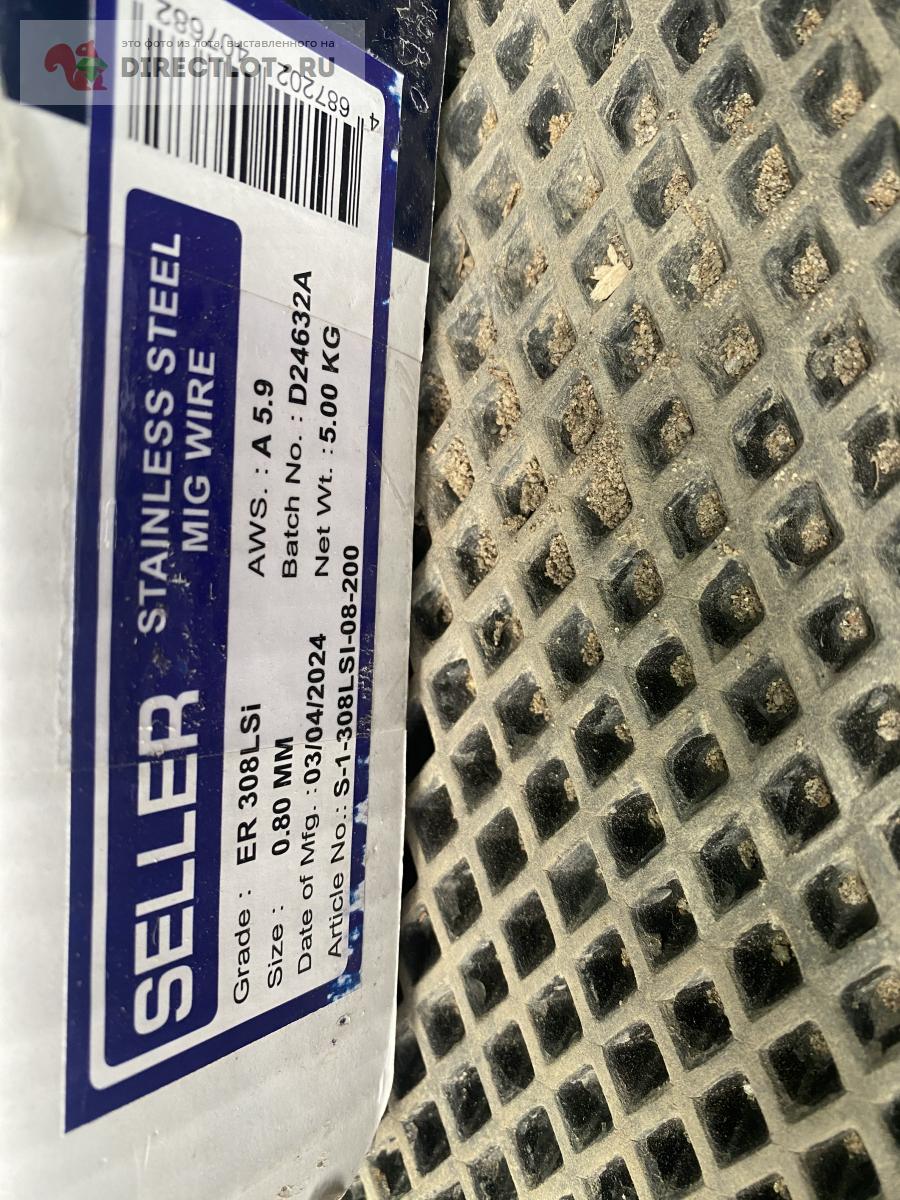 это фото из лота, выставленного на
DIRECTLOT.RU
SELLER STAINLESS STEEL
MIG WIRE
Grade : ER 308LSi
AWS. : A 5.9
Size : 0.80 MM
Batch No. : D24632A
Date of Mfg. : 03/04/2024
Net Wt. : 5.00 KG
Article No.: S-1-308LSI-08-200
4 687202